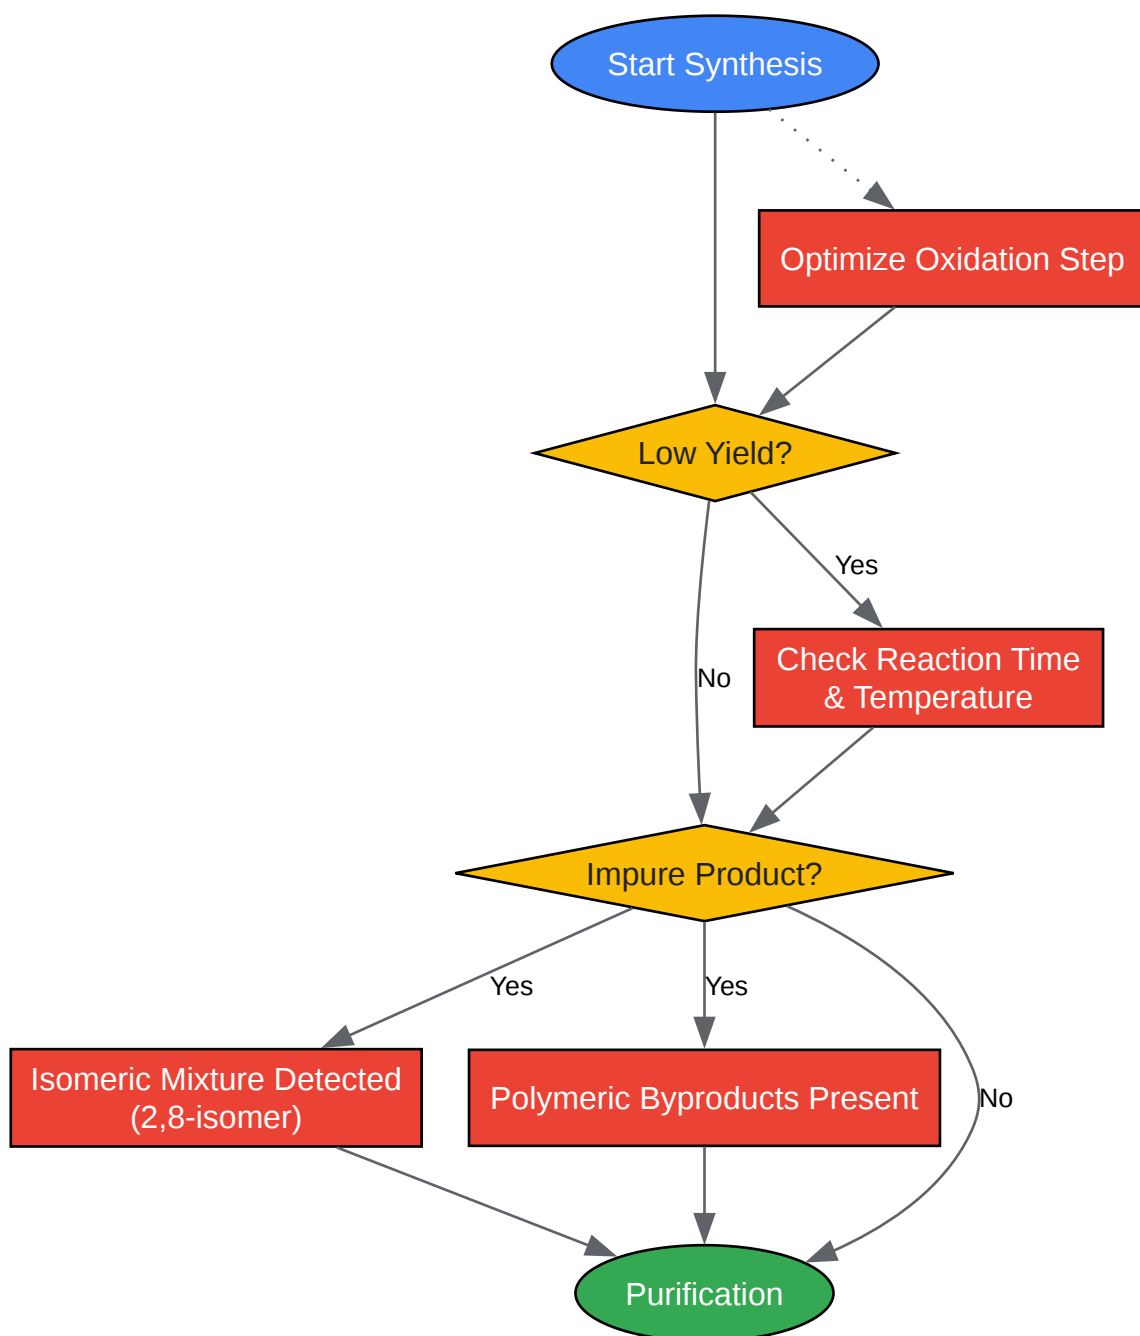 Start Synthesis
Optimize Oxidation Step
Low Yield?
Yes
Check Reaction Time
& Temperature
No
Impure Product?
Yes
Yes
Isomeric Mixture Detected
(2,8-isomer)
Polymeric Byproducts Present
No
Purification